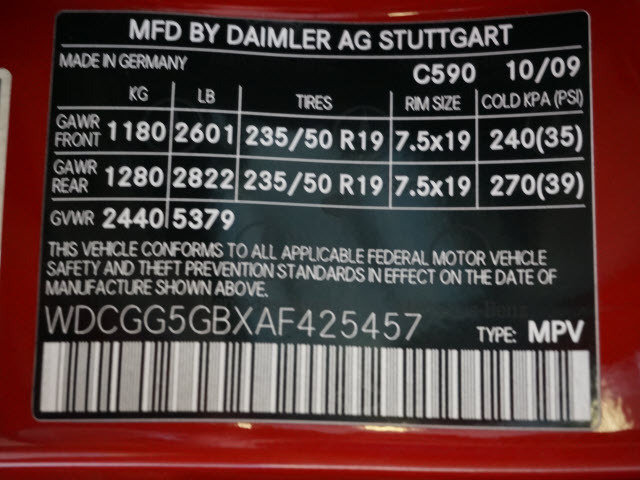 MFD BY DAIMLER AG STUTTGART
MADE IN GERMANY C590 10/09
KG LB TIRES RIM SIZE COLD KPA (PSI)
GAWR FRONT 1180 2601 235/50 R19 7.5x19 240(35)
GAWR REAR 1280 2822 235/50 R19 7.5x19 270(39)
GVWR 2440 5379
THIS VEHICLE CONFORMS TO ALL APPLICABLE FEDERAL MOTOR VEHICLE
SAFETY AND THEFT PREVENTION STANDARDS IN EFFECT ON THE DATE OF
MANUFACTURE SHOWN ABOVE.
WDCGG5GBXAF425457 TYPE: MPV